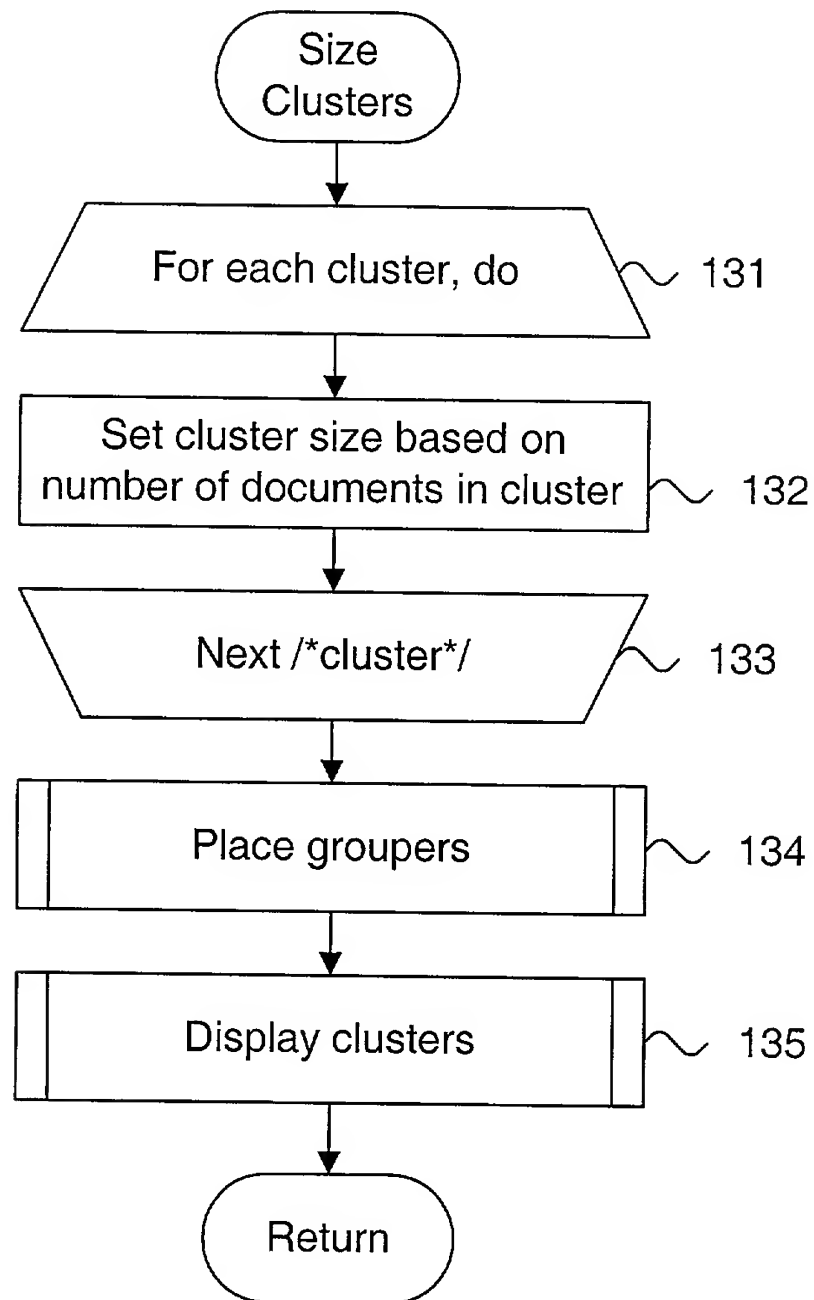 Size
Clusters
For each cluster, do
131
Set cluster size based on
number of documents in cluster
132
Next /*cluster*/
133
Place groupers
134
Display clusters
135
Return